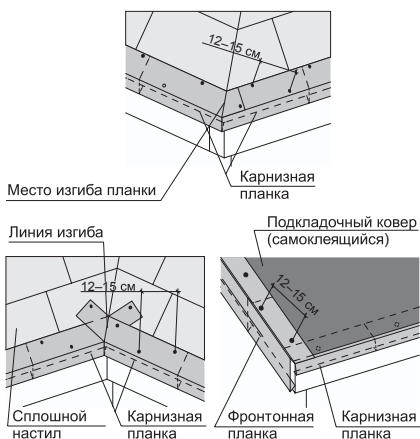 12–15 см
Место изгиба планки
Карнизная
планка
Линия изгиба
Подкладочный ковер
(самоклеящийся)
12–15 см
12–15 см
Сплошной
настил
Карнизная
планка
Фронтонная
планка
Карнизная
планка